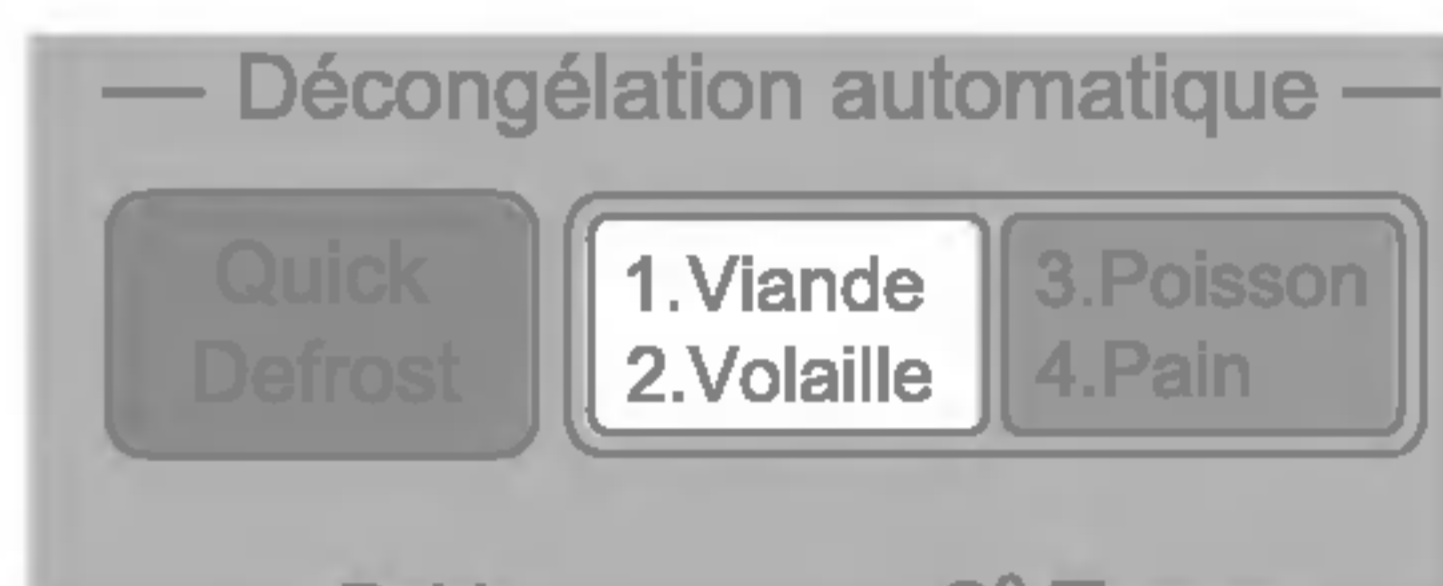 Décongélation automatique
Quick
Defrost
1.Viande
2.Volaille
3.Poisson
4.Pain